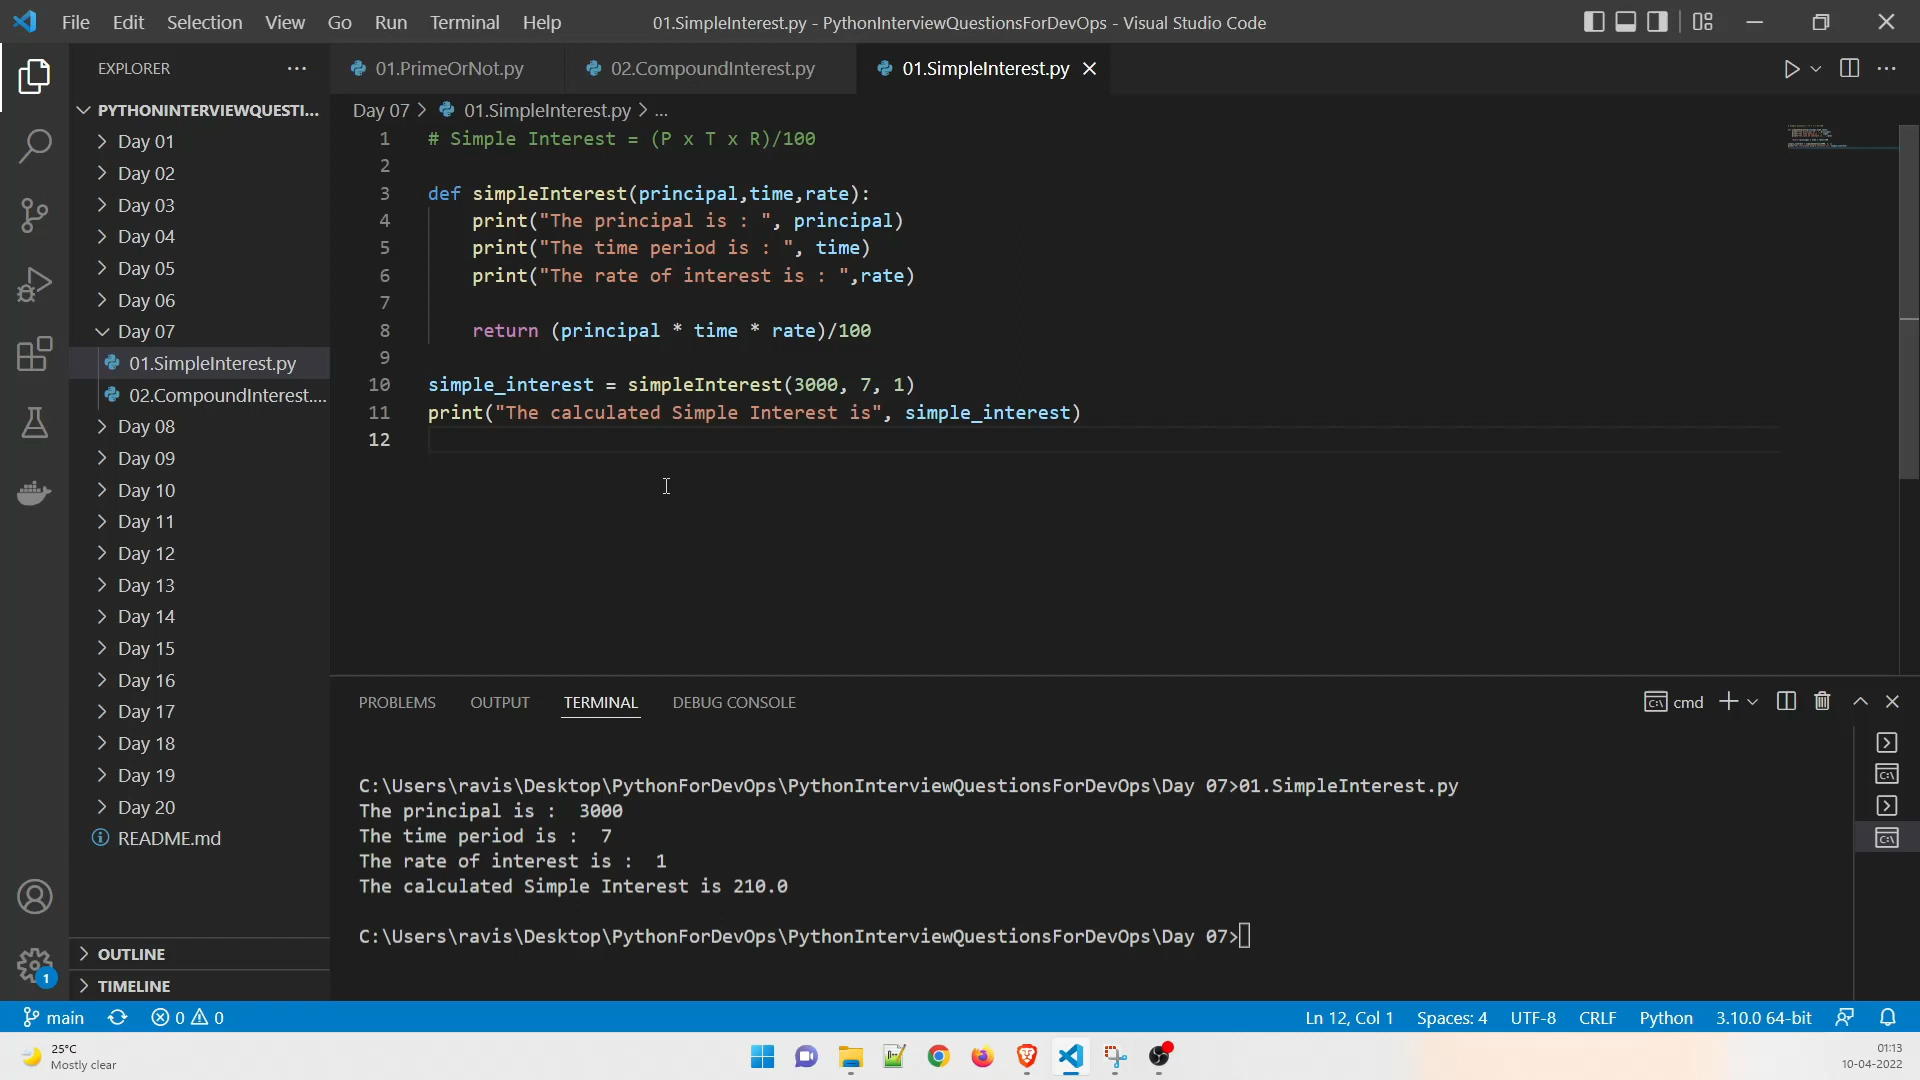 File Edit Selection View Go Run Terminal Help
01.SimpleInterest.py - PythonInterviewQuestionsForDevOps - Visual Studio Code
EXPLORER
01.PrimeOrNot.py
02.CompoundInterest.py
01.SimpleInterest.py
PYTHONINTERVIEWQUESTI...
Day 01
Day 02
Day 03
Day 04
Day 05
Day 06
Day 07
01.SimpleInterest.py
02.CompoundInterest....
Day 08
Day 09
Day 10
Day 11
Day 12
Day 13
Day 14
Day 15
Day 16
Day 17
Day 18
Day 19
Day 20
README.md
OUTLINE
TIMELINE
Day 07 > 01.SimpleInterest.py > ...
1 # Simple Interest = (P x T x R)/100
2
3 def simpleInterest(principal,time,rate):
4 print("The principal is : ", principal)
5 print("The time period is : ", time)
6 print("The rate of interest is : ",rate)
7
8 return (principal * time * rate)/100
9
10 simple_interest = simpleInterest(3000, 7, 1)
11 print("The calculated Simple Interest is", simple_interest)
12
PROBLEMS OUTPUT TERMINAL DEBUG CONSOLE
cmd
C:\Users\ravis\Desktop\PythonForDevOps\PythonInterviewQuestionsForDevOps\Day 07>01.SimpleInterest.py
The principal is :  3000
The time period is :  7
The rate of interest is :  1
The calculated Simple Interest is 210.0
C:\Users\ravis\Desktop\PythonForDevOps\PythonInterviewQuestionsForDevOps\Day 07>
1
main 0 0
Ln 12, Col 1 Spaces: 4 UTF-8 CRLF Python 3.10.0 64-bit
25°C
Mostly clear
01:13
10-04-2022